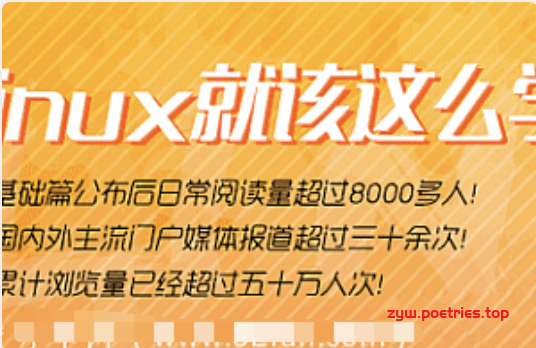 inux就该这么学
基础篇公布后日常阅读量超过8000多人!
国内外主流门户媒体报道超过三十余次!
累计浏览量已经超过五十万人次!
zyw.poetries.top